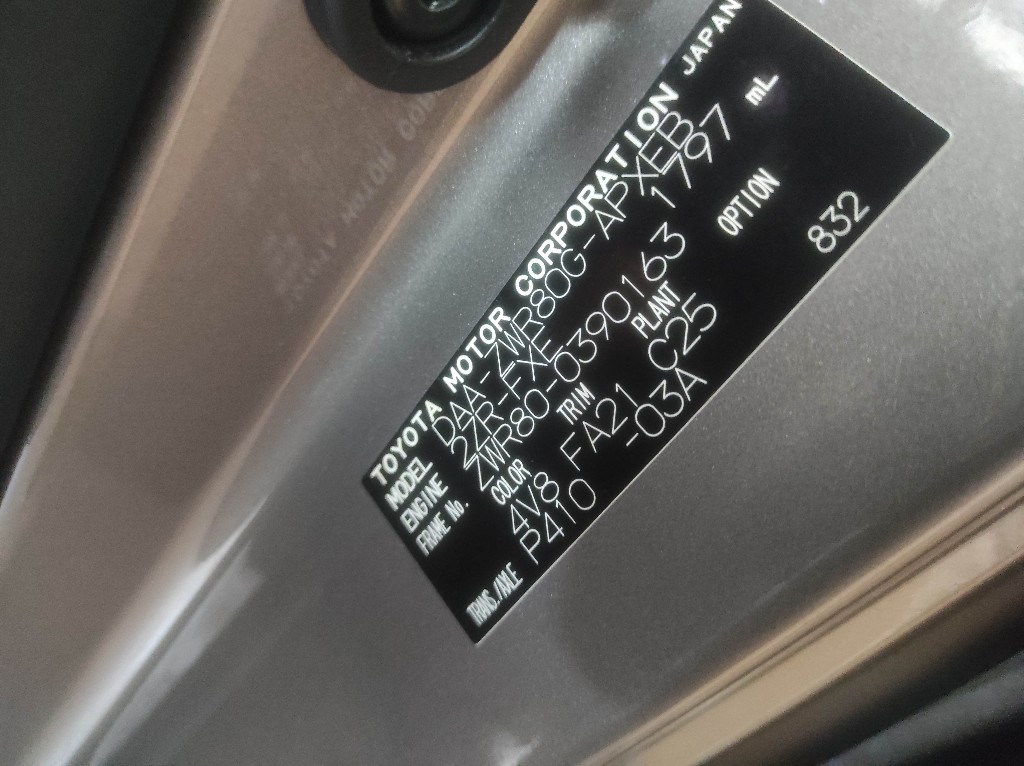 TOYOTA MOTOR CORPORATION JAPAN
MODEL DAA-ZWR80G-APXEB
ENGINE 2ZR-FXE 1797 mL
FRAME No. ZWR80-0390163
COLOR TRIM PLANT OPTION
4V8 FA21 C25 832
TRANS./AXLE P410 -03A